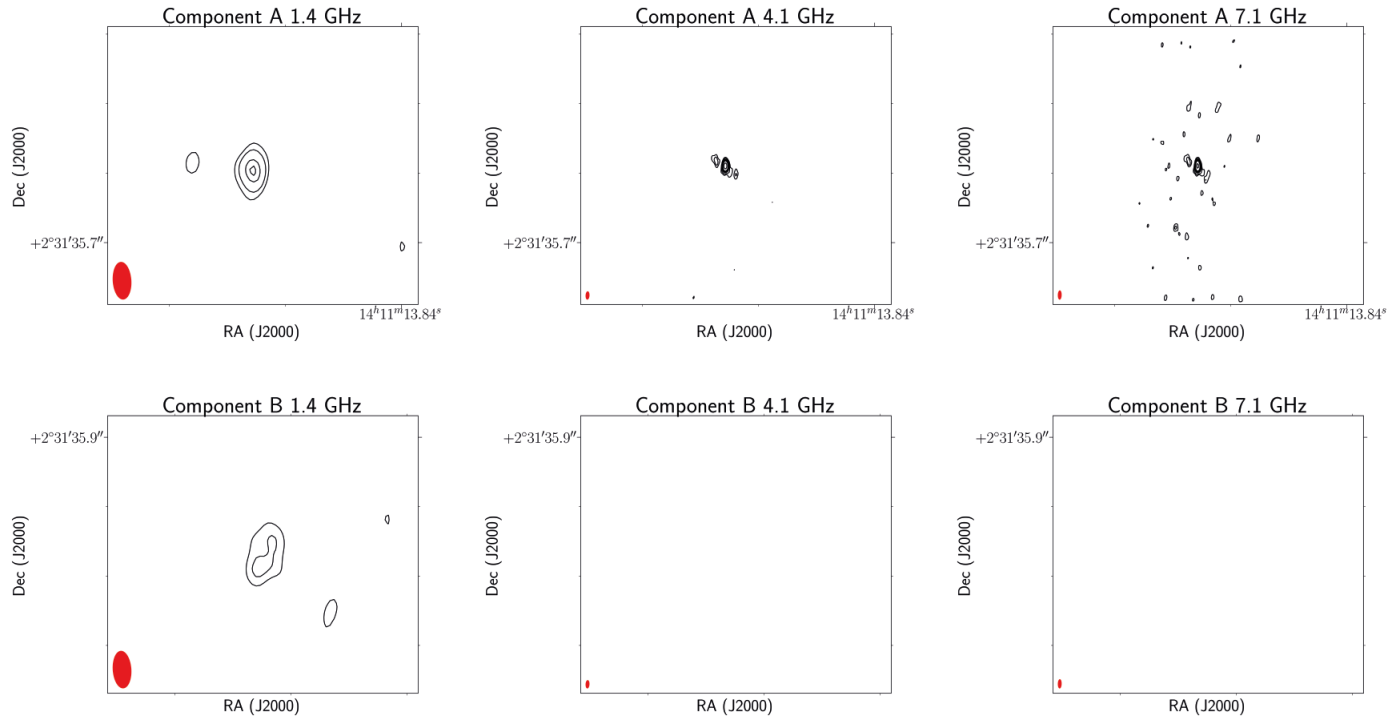 Component A 1.4 GHz
Dec (J2000)
+2°31′35.7″
14ʰ11ᵐ13.84ˢ
RA (J2000)
Component A 4.1 GHz
Dec (J2000)
+2°31′35.7″
14ʰ11ᵐ13.84ˢ
RA (J2000)
Component A 7.1 GHz
Dec (J2000)
+2°31′35.7″
14ʰ11ᵐ13.84ˢ
RA (J2000)
Component B 1.4 GHz
+2°31′35.9″
Dec (J2000)
RA (J2000)
Component B 4.1 GHz
+2°31′35.9″
Dec (J2000)
RA (J2000)
Component B 7.1 GHz
+2°31′35.9″
Dec (J2000)
RA (J2000)